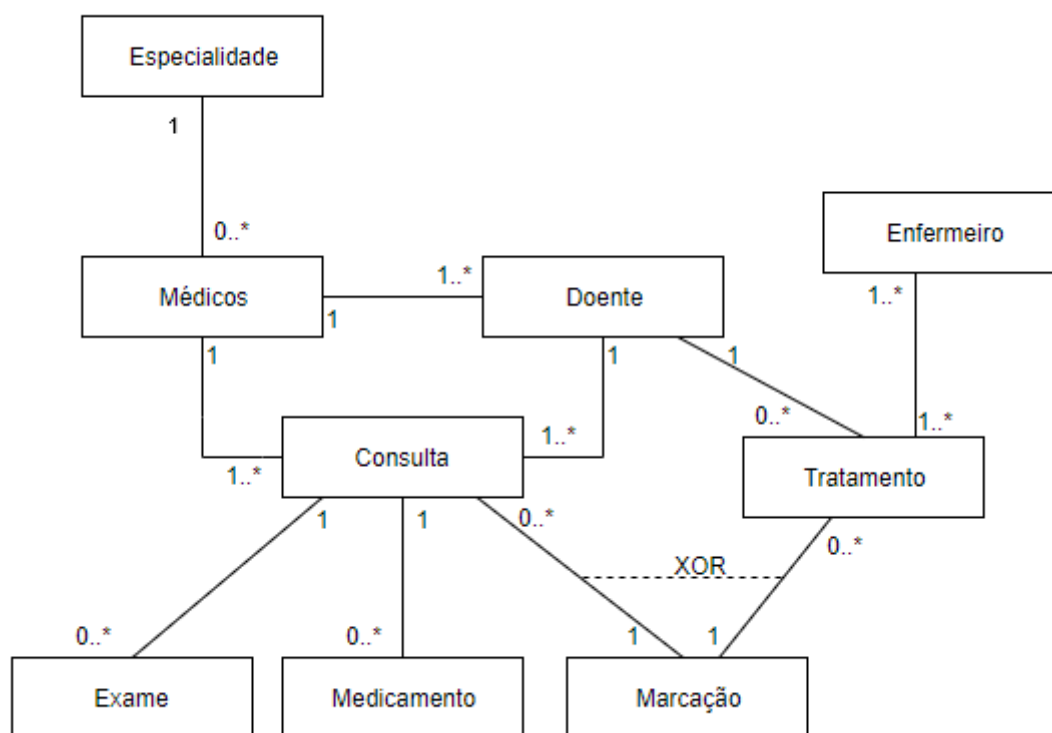 Especialidade
1
0..*
Enfermeiro
Médicos
1..*
Doente
1..*
1
1
1
1
0..*
1..*
Consulta
1..*
1..*
Tratamento
1
1
0..*
0..*
XOR
0..*
0..*
1
1
Exame
Medicamento
Marcação